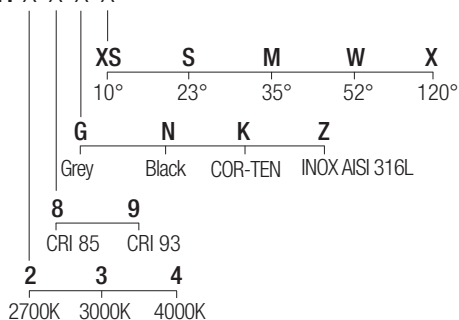 X X X X
XS S M W X
10° 23° 35° 52° 120°
G N K Z
Grey Black COR-TEN INOX AISI 316L
8 9
CRI 85 CRI 93
2 3 4
2700K 3000K 4000K